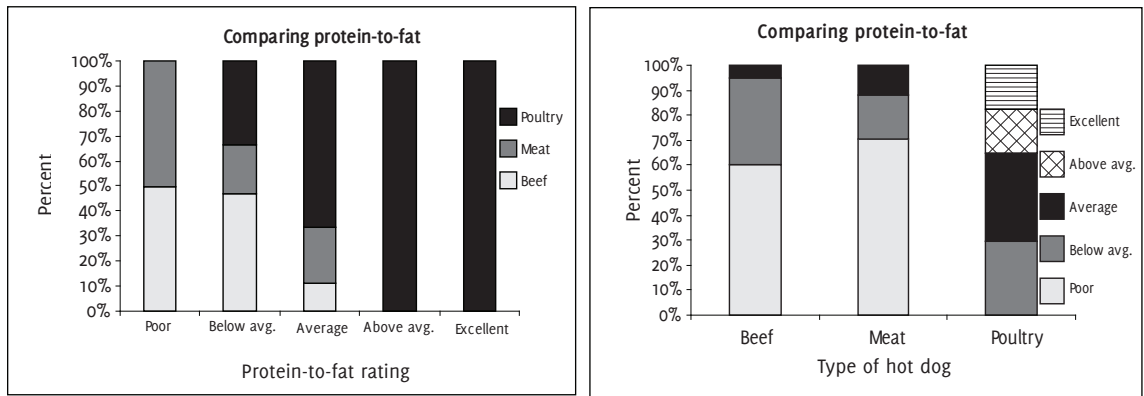 Comparing protein-to-fat
100%
90%
80%
70%
60%
50%
40%
30%
20%
10%
0%
Percent
Poor
Below avg.
Average
Above avg.
Excellent
Protein-to-fat rating
Poultry
Meat
Beef
Comparing protein-to-fat
100%
90%
80%
70%
60%
50%
40%
30%
20%
10%
0%
Percent
Beef
Meat
Poultry
Type of hot dog
Excellent
Above avg.
Average
Below avg.
Poor